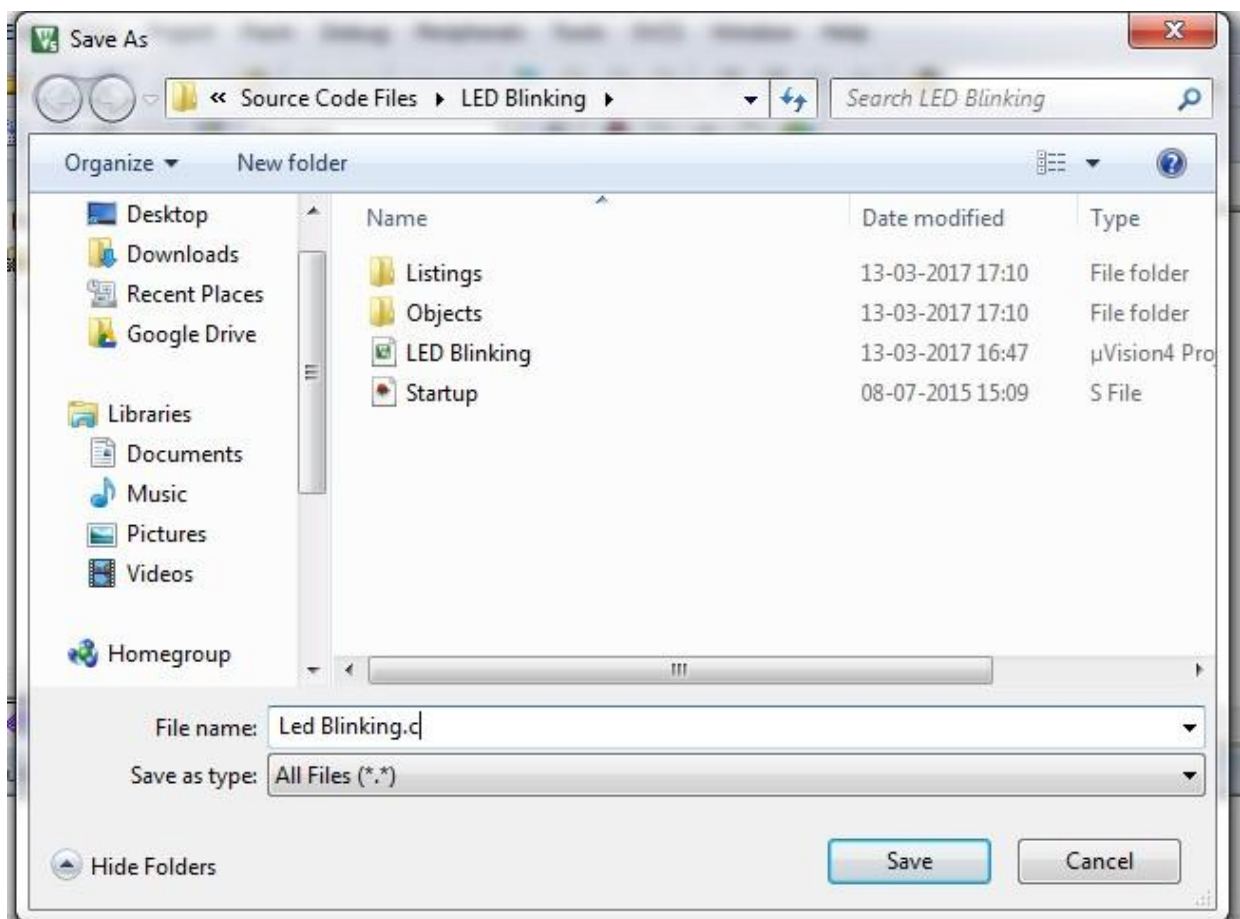 Save As
« Source Code Files ▸ LED Blinking ▸ Search LED Blinking
Organize New folder
Desktop
Downloads
Recent Places
Google Drive
Libraries
Documents
Music
Pictures
Videos
Homegroup
Name Date modified Type
Listings 13-03-2017 17:10 File folder
Objects 13-03-2017 17:10 File folder
LED Blinking 13-03-2017 16:47 µVision4 Pro
Startup 08-07-2015 15:09 S File
File name: Led Blinking.c
Save as type: All Files (*.*)
Hide Folders Save Cancel